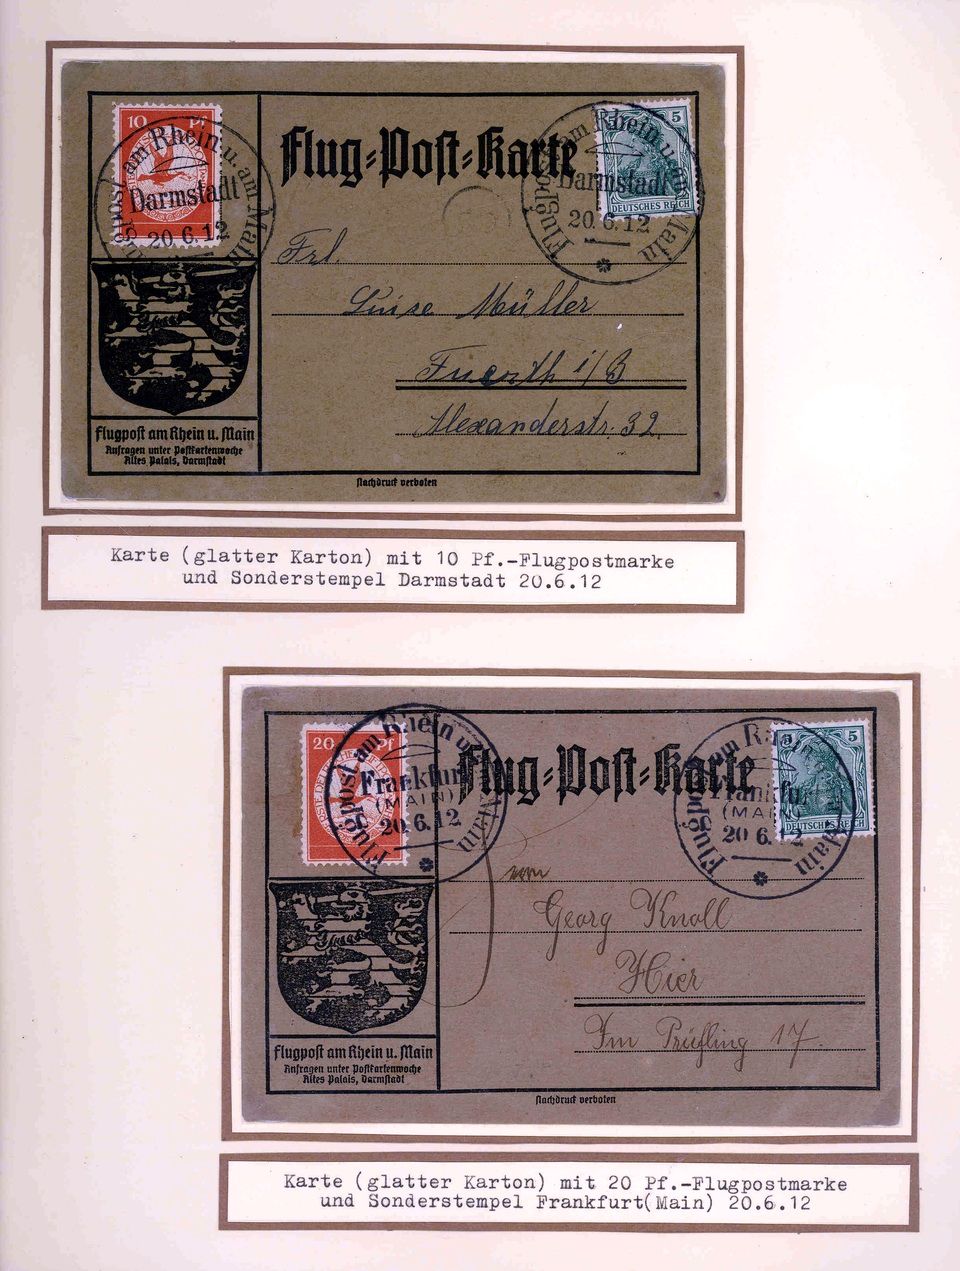 10 Pf
Flugpost am Rhein u. am Main
Darmstadt
20.6.12
Flug-Post-Karte
5
DEUTSCHES REICH
Flugpost am Rhein u. am Main
Darmstadt
20.6.12
Frl.
Luise Müller
Fuerth i/B
Alexanderstr. 32.
Flugpost am Rhein u. Main
Anfragen unter Postkartenwoche
Altes Palais, Darmstadt
Nachdruck verboten
Karte (glatter Karton) mit 10 Pf.-Flugpostmarke
und Sonderstempel Darmstadt 20.6.12
20 Pf
Flugpost am Rhein u. am Main
Frankfurt
(MAIN)
20.6.12
Flug-Post-Karte
5 5
DEUTSCHES REICH
Flugpost am Rhein u. am Main
Frankfurt
(MAIN)
20 6. 12
Georg Knoll
Hier
Im Prüfling 17.
Flugpost am Rhein u. Main
Anfragen unter Postkartenwoche
Altes Palais, Darmstadt
Nachdruck verboten
Karte (glatter Karton) mit 20 Pf.-Flugpostmarke
und Sonderstempel Frankfurt(Main) 20.6.12